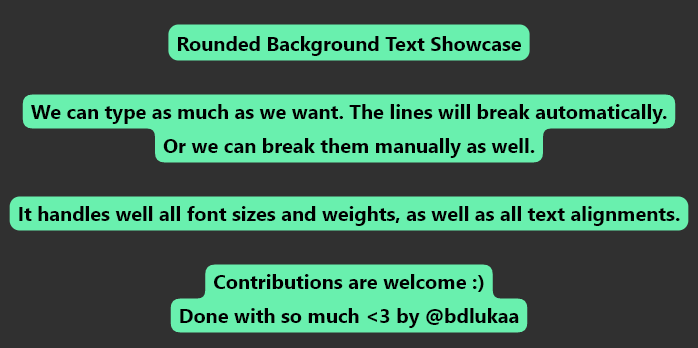 Rounded Background Text Showcase
We can type as much as we want. The lines will break automatically.
Or we can break them manually as well.
It handles well all font sizes and weights, as well as all text alignments.
Contributions are welcome :)
Done with so much <3 by @bdlukaa